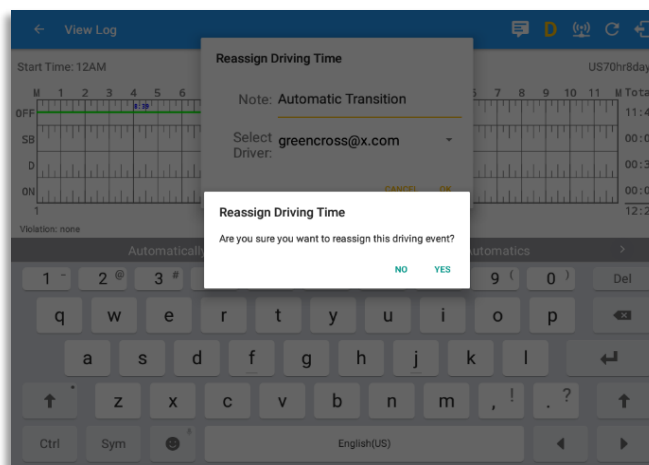 View Log
D
Start Time: 12AM
US70hr8day
Reassign Driving Time
Note: Automatic Transition
Select Driver: greencross@x.com
CANCEL OK
M 1 2 3 4 5 6 7 8 9 10 11 M Tota
OFF 8:29 11:4
SB 00:0
D 00:3
ON 00:0
1 12:2
Violation: none
Reassign Driving Time
Are you sure you want to reassign this driving event?
NO YES
Automatically utomatics
1 - 2 @ 3 # 9 ( 0 ) Del
q w e r t y u i o p
a s d f g h j k l
z x c v b n m , ! . ?
Ctrl Sym English(US)